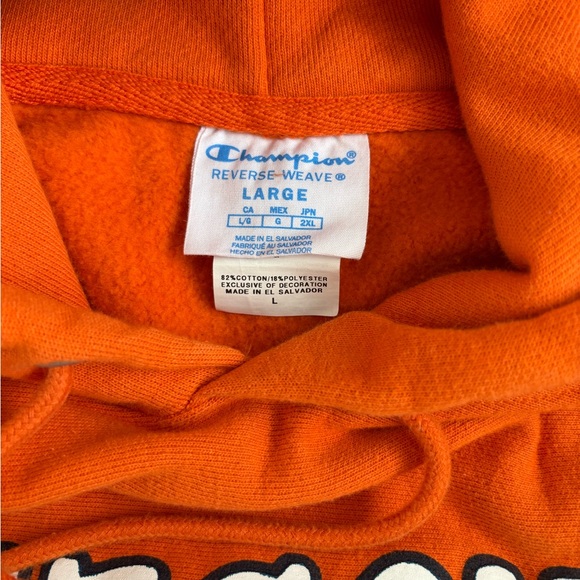 Champion®
REVERSE WEAVE®
LARGE
CA MEX JPN
L/G G 2XL
MADE IN EL SALVADOR
FABRIQUÉ AU SALVADOR
HECHO EN EL SALVADOR
82%COTTON/18%POLYESTER
EXCLUSIVE OF DECORATION
MADE IN EL SALVADOR
L